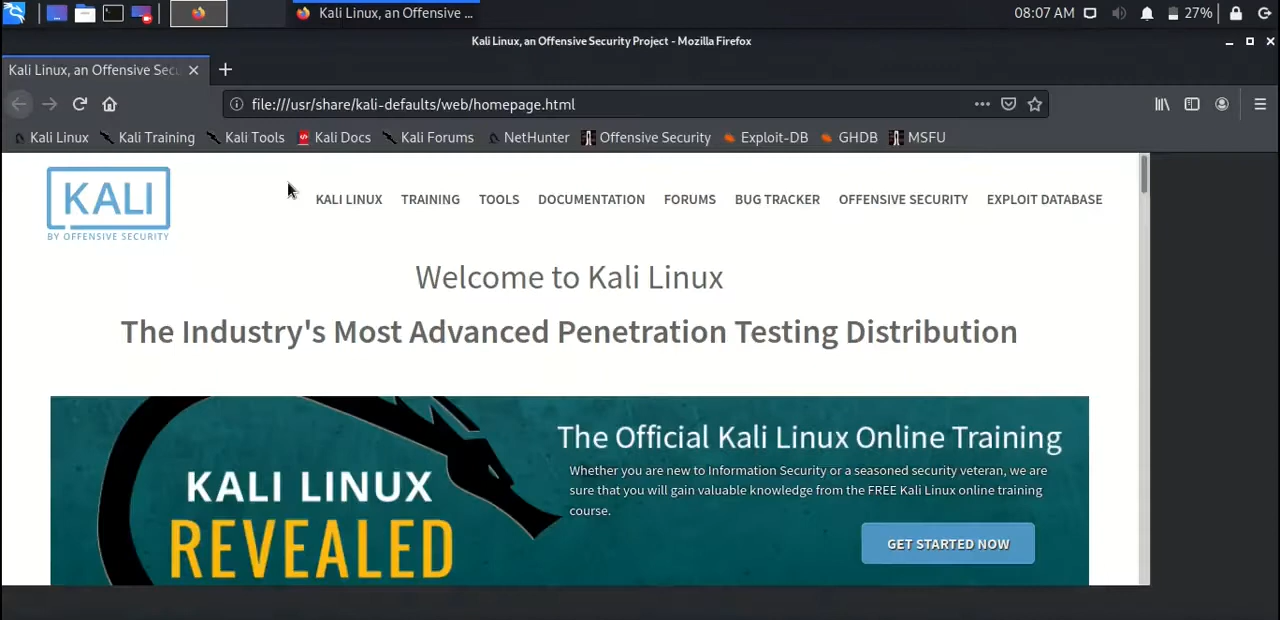 Kali Linux, an Offensive ...
08:07 AM
27%
Kali Linux, an Offensive Security Project - Mozilla Firefox
Kali Linux, an Offensive Secu
file:///usr/share/kali-defaults/web/homepage.html
Kali Linux Kali Training Kali Tools Kali Docs Kali Forums NetHunter Offensive Security Exploit-DB GHDB MSFU
KALI
BY OFFENSIVE SECURITY
KALI LINUX TRAINING TOOLS DOCUMENTATION FORUMS BUG TRACKER OFFENSIVE SECURITY EXPLOIT DATABASE
Welcome to Kali Linux
The Industry's Most Advanced Penetration Testing Distribution
KALI LINUX
REVEALED
The Official Kali Linux Online Training
Whether you are new to Information Security or a seasoned security veteran, we are
sure that you will gain valuable knowledge from the FREE Kali Linux online training
course.
GET STARTED NOW